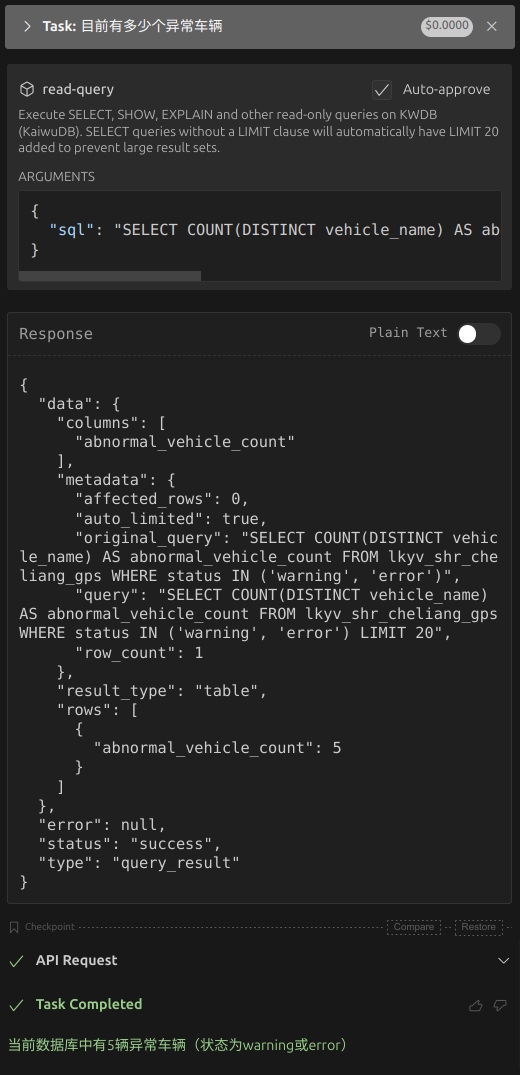 Task: 目前有多少个异常车辆 $0.0000
read-query Auto-approve
Execute SELECT, SHOW, EXPLAIN and other read-only queries on KWDB
(KaiwuDB). SELECT queries without a LIMIT clause will automatically have LIMIT 20
added to prevent large result sets.
ARGUMENTS
{
"sql": "SELECT COUNT(DISTINCT vehicle_name) AS ab
}
Response Plain Text
{
"data": {
"columns": [
"abnormal_vehicle_count"
],
"metadata": {
"affected_rows": 0,
"auto_limited": true,
"original_query": "SELECT COUNT(DISTINCT vehic
le_name) AS abnormal_vehicle_count FROM lkyv_shr_che
liang_gps WHERE status IN ('warning', 'error')",
"query": "SELECT COUNT(DISTINCT vehicle_name)
AS abnormal_vehicle_count FROM lkyv_shr_cheliang_gps
WHERE status IN ('warning', 'error') LIMIT 20",
"row_count": 1
},
"result_type": "table",
"rows": [
{
"abnormal_vehicle_count": 5
}
]
},
"error": null,
"status": "success",
"type": "query_result"
}
Checkpoint Compare Restore
API Request
Task Completed
当前数据库中有5辆异常车辆（状态为warning或error）